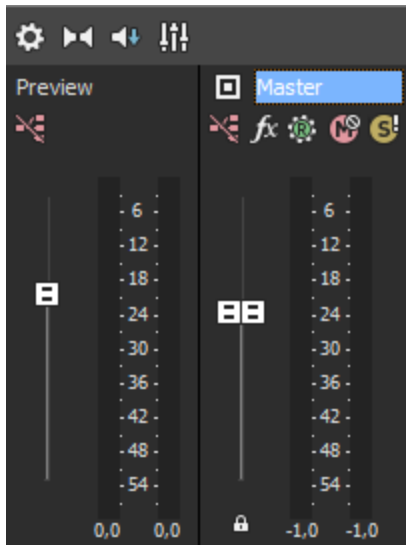 Preview
Master
fx R M S!
- 6 -
- 12 -
- 18 -
- 24 -
- 30 -
- 36 -
- 42 -
- 48 -
- 54 -
0,0 0,0
- 6 -
- 12 -
- 18 -
- 24 -
- 30 -
- 36 -
- 42 -
- 48 -
- 54 -
-1,0 -1,0